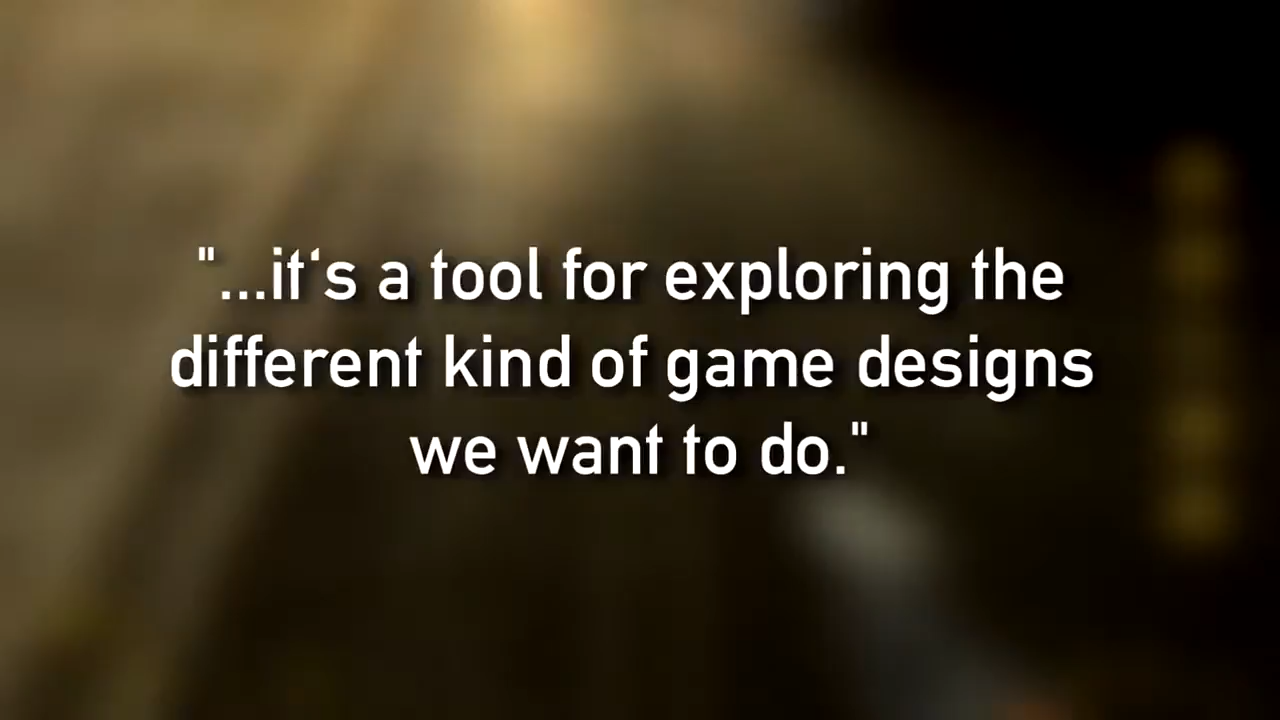 "...it‘s a tool for exploring the
different kind of game designs
we want to do."